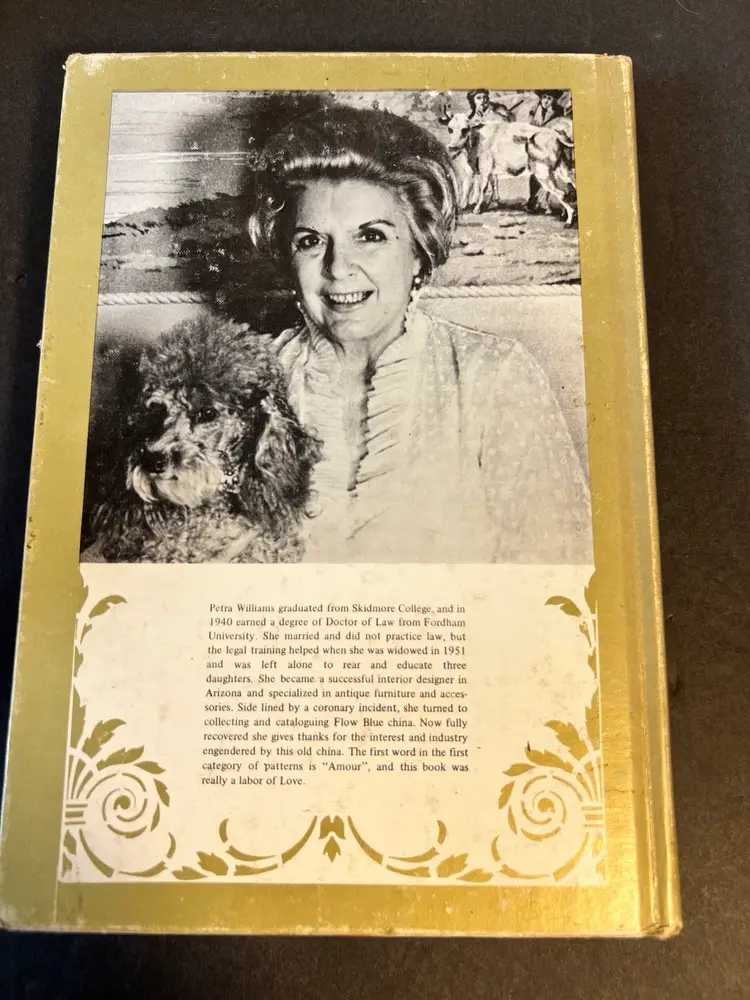 Petra Williams graduated from Skidmore College, and in
1940 earned a degree of Doctor of Law from Fordham
University. She married and did not practice law, but
the legal training helped when she was widowed in 1951
and was left alone to rear and educate three
daughters. She became a successful interior designer in
Arizona and specialized in antique furniture and acces-
sories. Side lined by a coronary incident, she turned to
collecting and cataloguing Flow Blue china. Now fully
recovered she gives thanks for the interest and industry
engendered by this old china. The first word in the first
category of patterns is "Amour", and this book was
really a labor of Love.